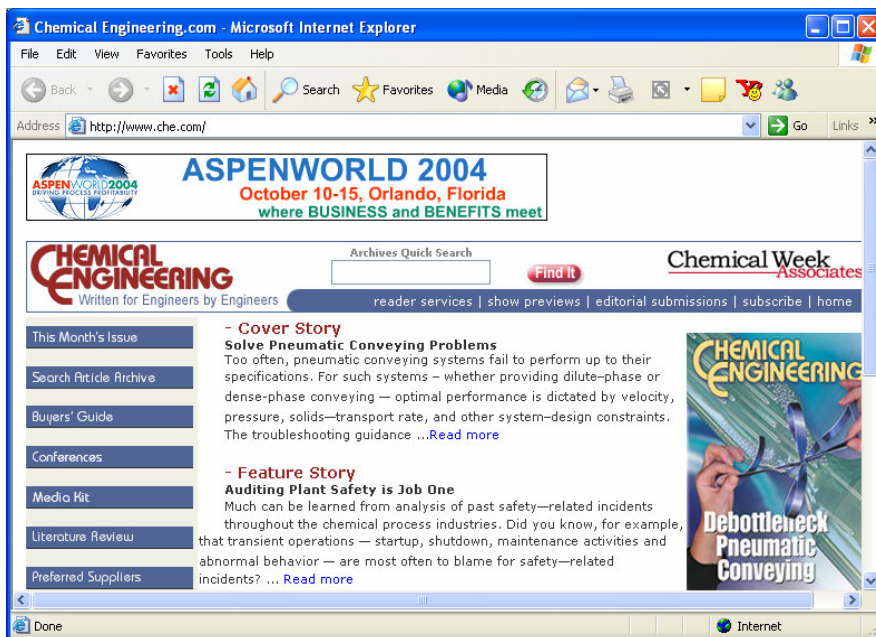 Chemical Engineering.com - Microsoft Internet Explorer
File Edit View Favorites Tools Help
Back Search Favorites Media
Address http://www.che.com/ Go Links »
ASPENWORLD2004
DRIVING PROCESS PROFITABILITY
ASPENWORLD 2004
October 10-15, Orlando, Florida
where BUSINESS and BENEFITS meet
CHEMICAL
ENGINEERING
Written for Engineers by Engineers
Archives Quick Search
Find It
Chemical Week
Associates
reader services | show previews | editorial submissions | subscribe | home
This Month's Issue
Search Article Archive
Buyers' Guide
Conferences
Media Kit
Literature Review
Preferred Suppliers
- Cover Story
Solve Pneumatic Conveying Problems
Too often, pneumatic conveying systems fail to perform up to their
specifications. For such systems – whether providing dilute–phase or
dense-phase conveying — optimal performance is dictated by velocity,
pressure, solids—transport rate, and other system–design constraints.
The troubleshooting guidance ...Read more
- Feature Story
Auditing Plant Safety is Job One
Much can be learned from analysis of past safety—related incidents
throughout the chemical process industries. Did you know, for example,
that transient operations — startup, shutdown, maintenance activities and
abnormal behavior — are most often to blame for safety—related
incidents? ... Read more
CHEMICAL
ENGINEERING
Debottleneck
Pneumatic
Conveying
Done Internet